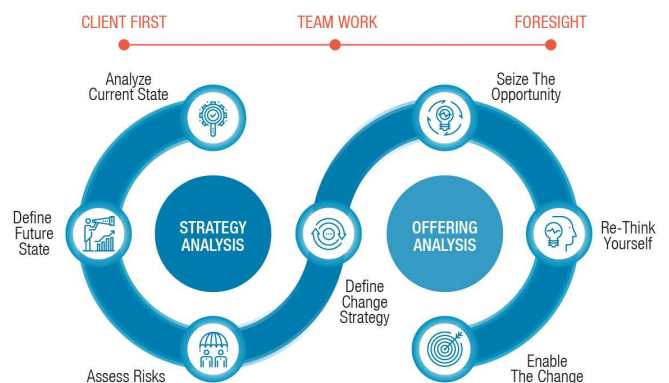 CLIENT FIRST
TEAM WORK
FORESIGHT
Analyze
Current State
Seize The
Opportunity
Define
Future
State
STRATEGY
ANALYSIS
OFFERING
ANALYSIS
Re-Think
Yourself
Define
Change
Strategy
Assess Risks
Enable
The Change